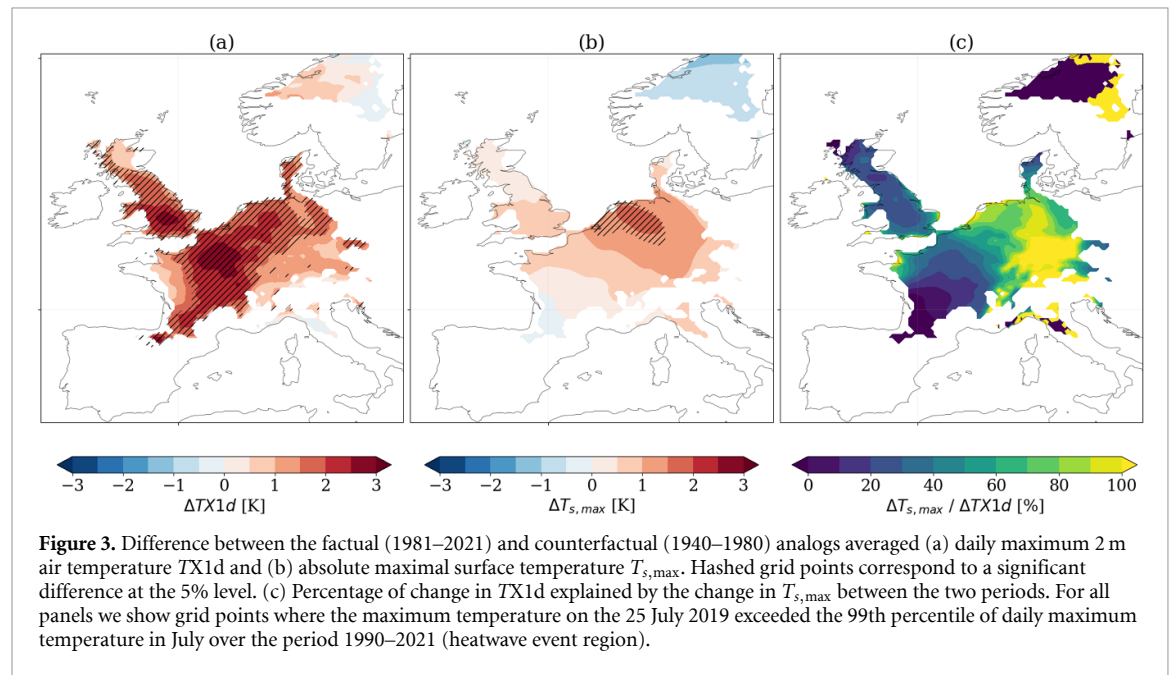 (a) (b) (c)
−3 −2 −1 0 1 2 3
ΔTX1d [K]
−3 −2 −1 0 1 2 3
ΔTs,max [K]
0 20 40 60 80 100
ΔTs,max / ΔTX1d [%]
Figure 3. Difference between the factual (1981–2021) and counterfactual (1940–1980) analogs averaged (a) daily maximum 2 m
air temperature TX1d and (b) absolute maximal surface temperature Ts,max. Hashed grid points correspond to a significant
difference at the 5% level. (c) Percentage of change in TX1d explained by the change in Ts,max between the two periods. For all
panels we show grid points where the maximum temperature on the 25 July 2019 exceeded the 99th percentile of daily maximum
temperature in July over the period 1990–2021 (heatwave event region).